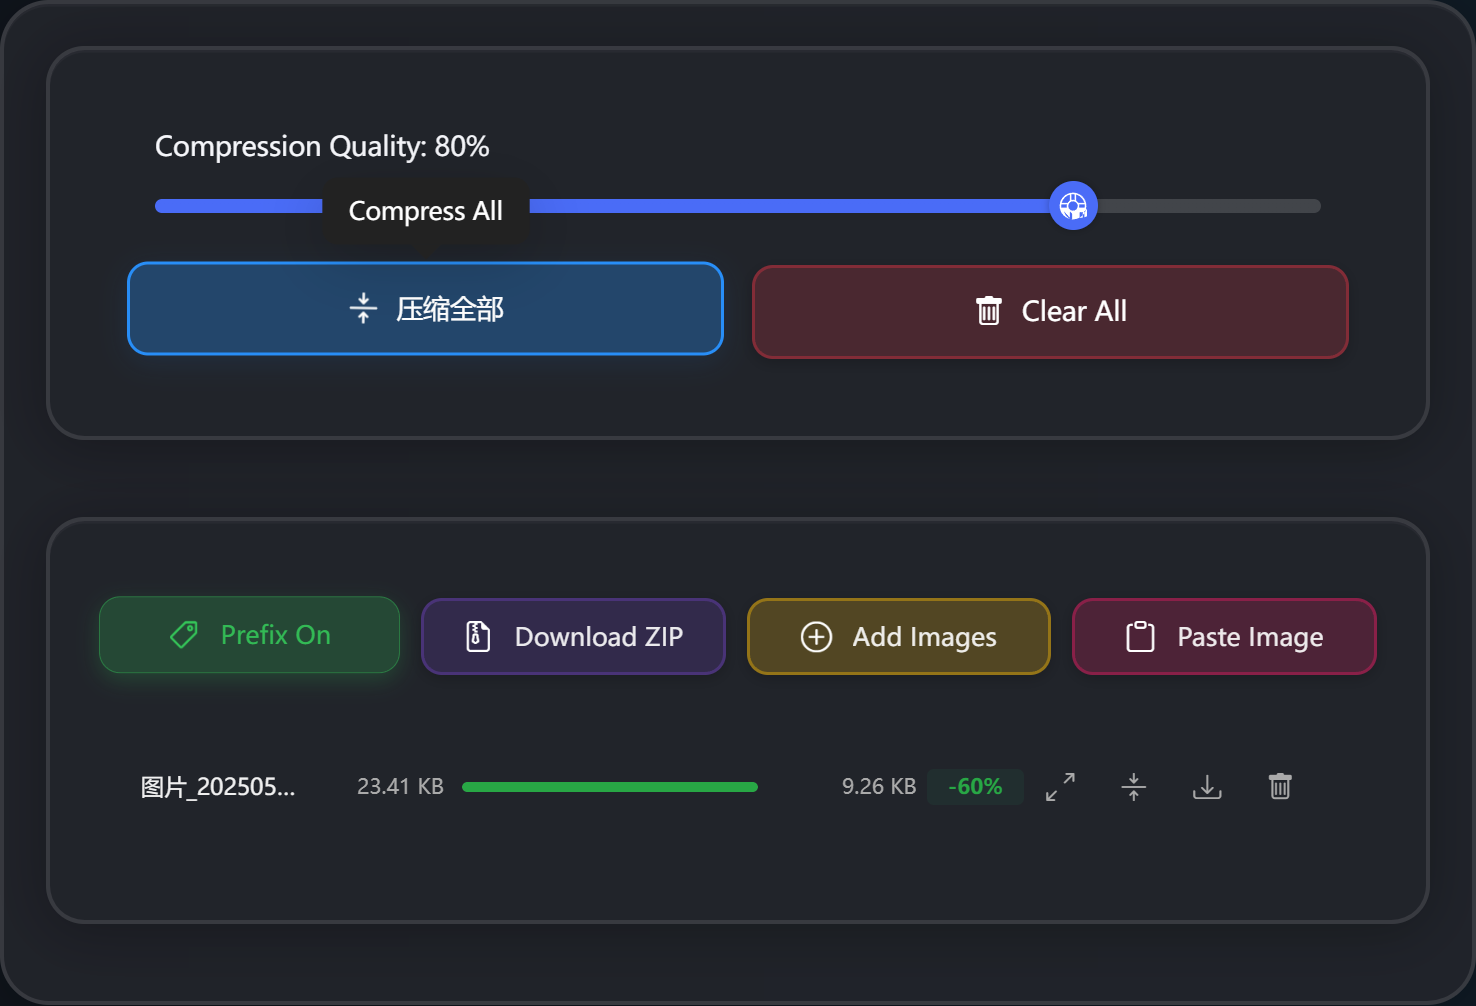 Compression Quality: 80%
Compress All
压缩全部
Clear All
Prefix On
Download ZIP
Add Images
Paste Image
图片_202505... 23.41 KB 9.26 KB -60%